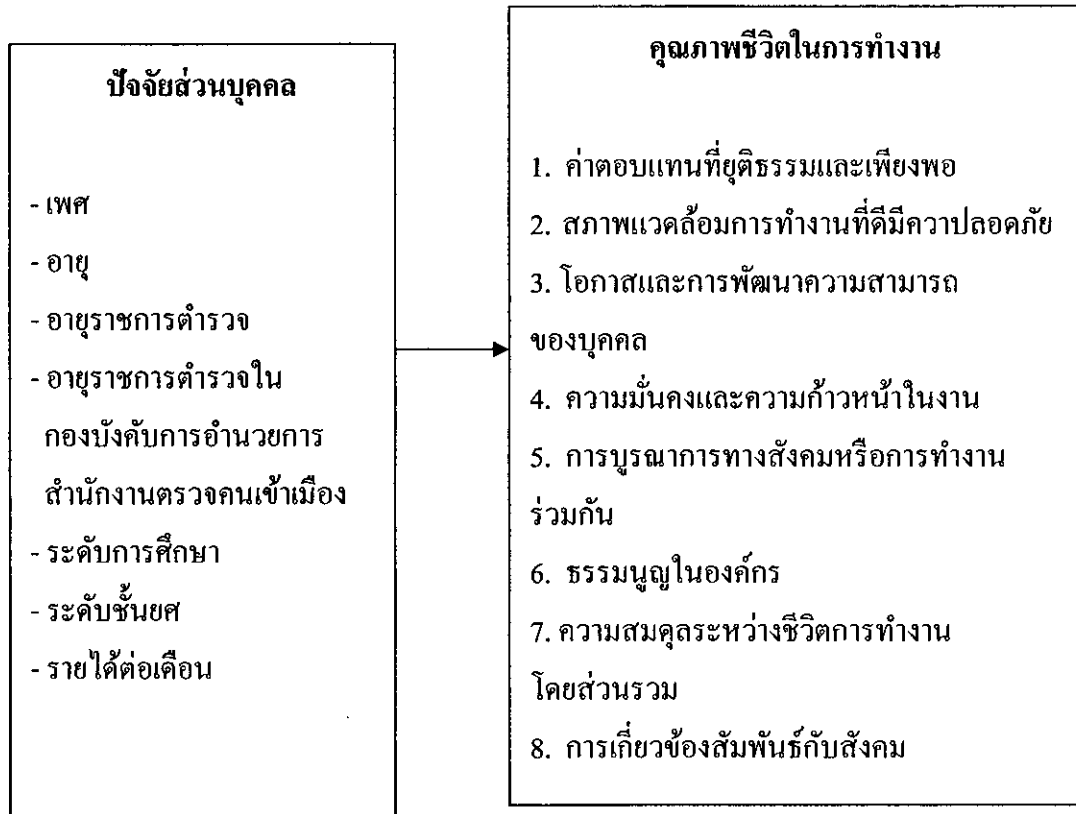 ปัจจัยส่วนบุคคล
- เพศ
- อายุ
- อายุราชการตำรวจ
- อายุราชการตำรวจใน
กองบังคับการอำนวยการ
สำนักงานตรวจคนเข้าเมือง
- ระดับการศึกษา
- ระดับชั้นยศ
- รายได้ต่อเดือน
คุณภาพชีวิตในการทำงาน
1. ค่าตอบแทนที่ยุติธรรมและเพียงพอ
2. สภาพแวดล้อมการทำงานที่ดีมีควาปลอดภัย
3. โอกาสและการพัฒนาความสามารถ
ของบุคคล
4. ความมั่นคงและความก้าวหน้าในงาน
5. การบูรณาการทางสังคมหรือการทำงาน
ร่วมกัน
6. ธรรมนูญในองค์กร
7. ความสมดุลระหว่างชีวิตการทำงาน
โดยส่วนรวม
8. การเกี่ยวข้องสัมพันธ์กับสังคม